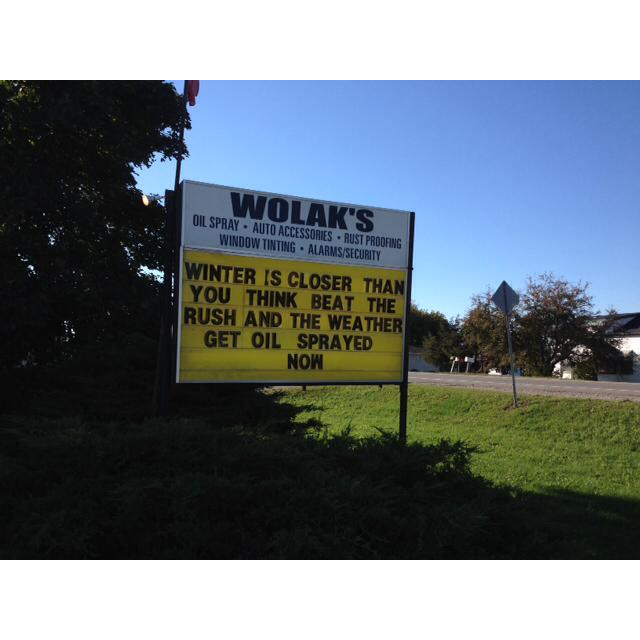 WOLAK'S
OIL SPRAY • AUTO ACCESSORIES • RUST PROOFING
WINDOW TINTING • ALARMS/SECURITY
WINTER IS CLOSER THAN
YOU THINK BEAT THE
RUSH AND THE WEATHER
GET OIL SPRAYED
NOW